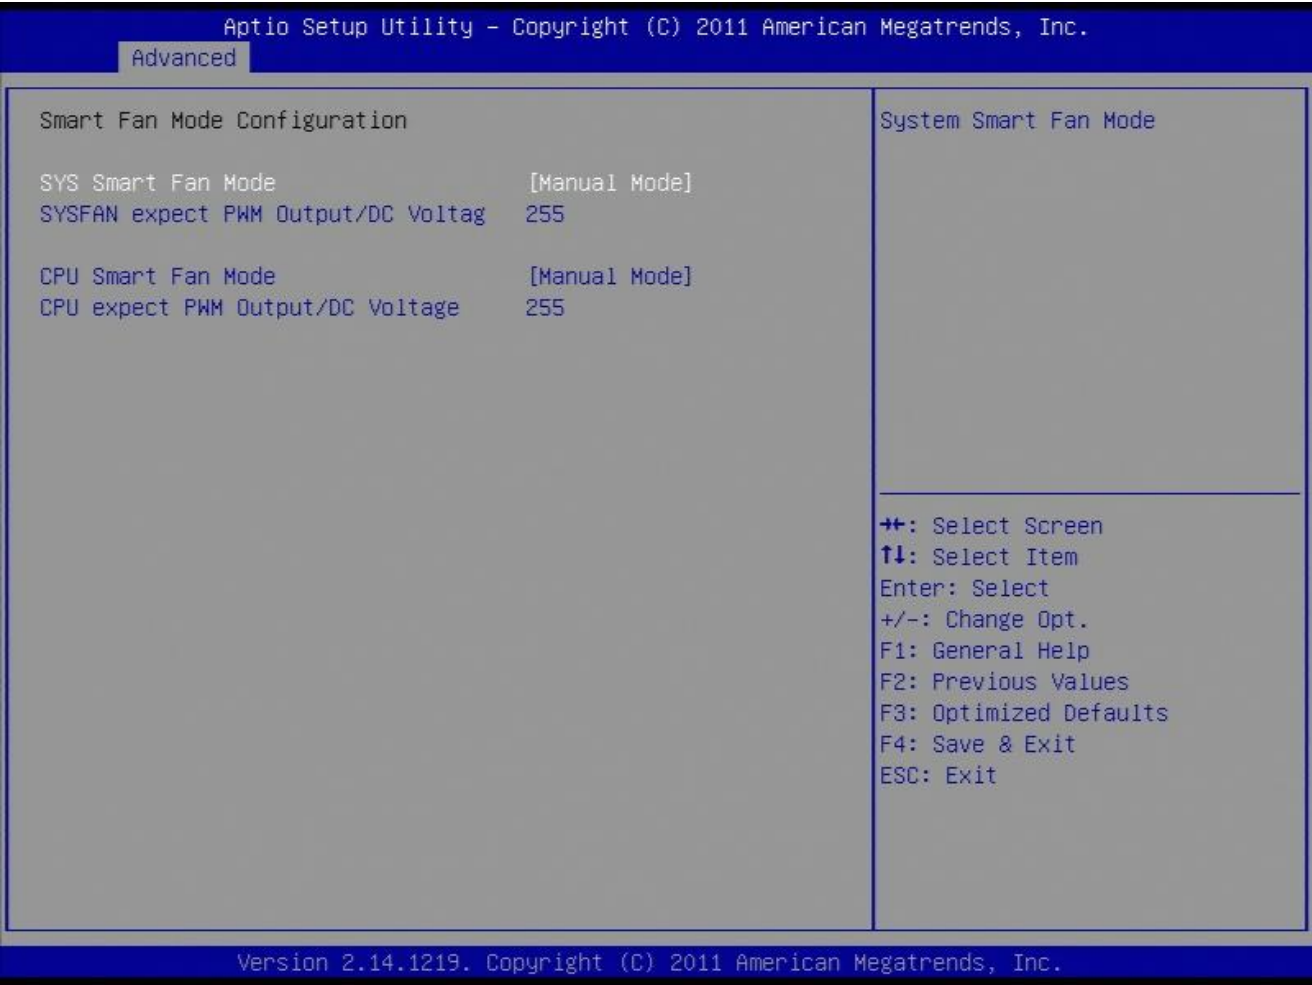 Aptio Setup Utility – Copyright (C) 2011 American Megatrends, Inc.
Advanced
Smart Fan Mode Configuration
SYS Smart Fan Mode [Manual Mode]
SYSFAN expect PWM Output/DC Voltag 255
CPU Smart Fan Mode [Manual Mode]
CPU expect PWM Output/DC Voltage 255
System Smart Fan Mode
→←: Select Screen
↑↓: Select Item
Enter: Select
+/-: Change Opt.
F1: General Help
F2: Previous Values
F3: Optimized Defaults
F4: Save & Exit
ESC: Exit
Version 2.14.1219. Copyright (C) 2011 American Megatrends, Inc.